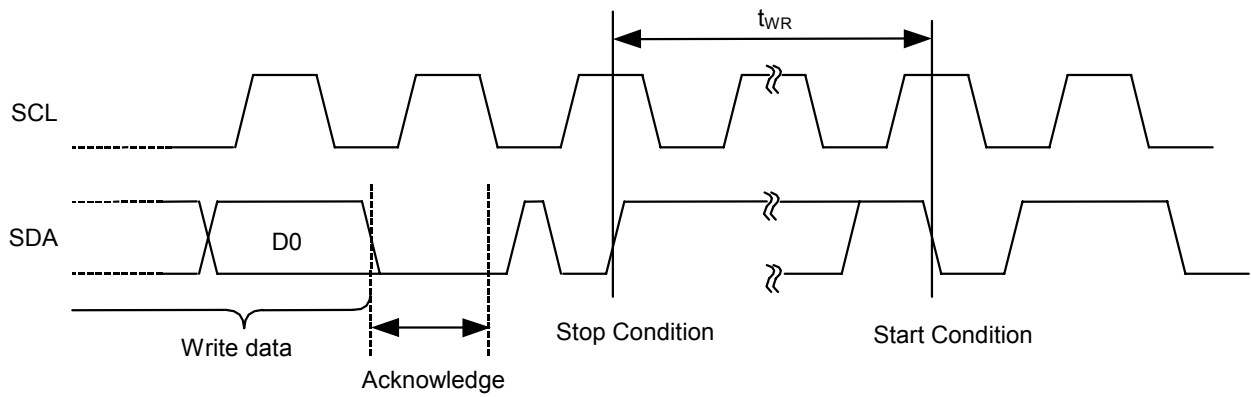 tWR
SCL
SDA
D0
Write data
Acknowledge
Stop Condition
Start Condition